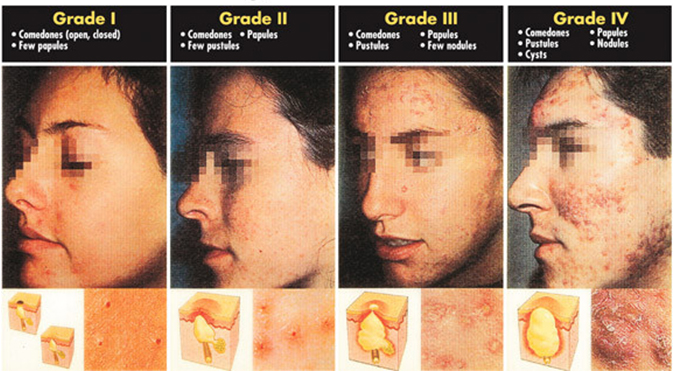 Grade I
• Comedones (open, closed)
• Few papules
Grade II
• Comedones • Papules
• Few pustules
Grade III
• Comedones • Papules
• Pustules • Few nodules
Grade IV
• Comedones • Papules
• Pustules • Nodules
• Cysts